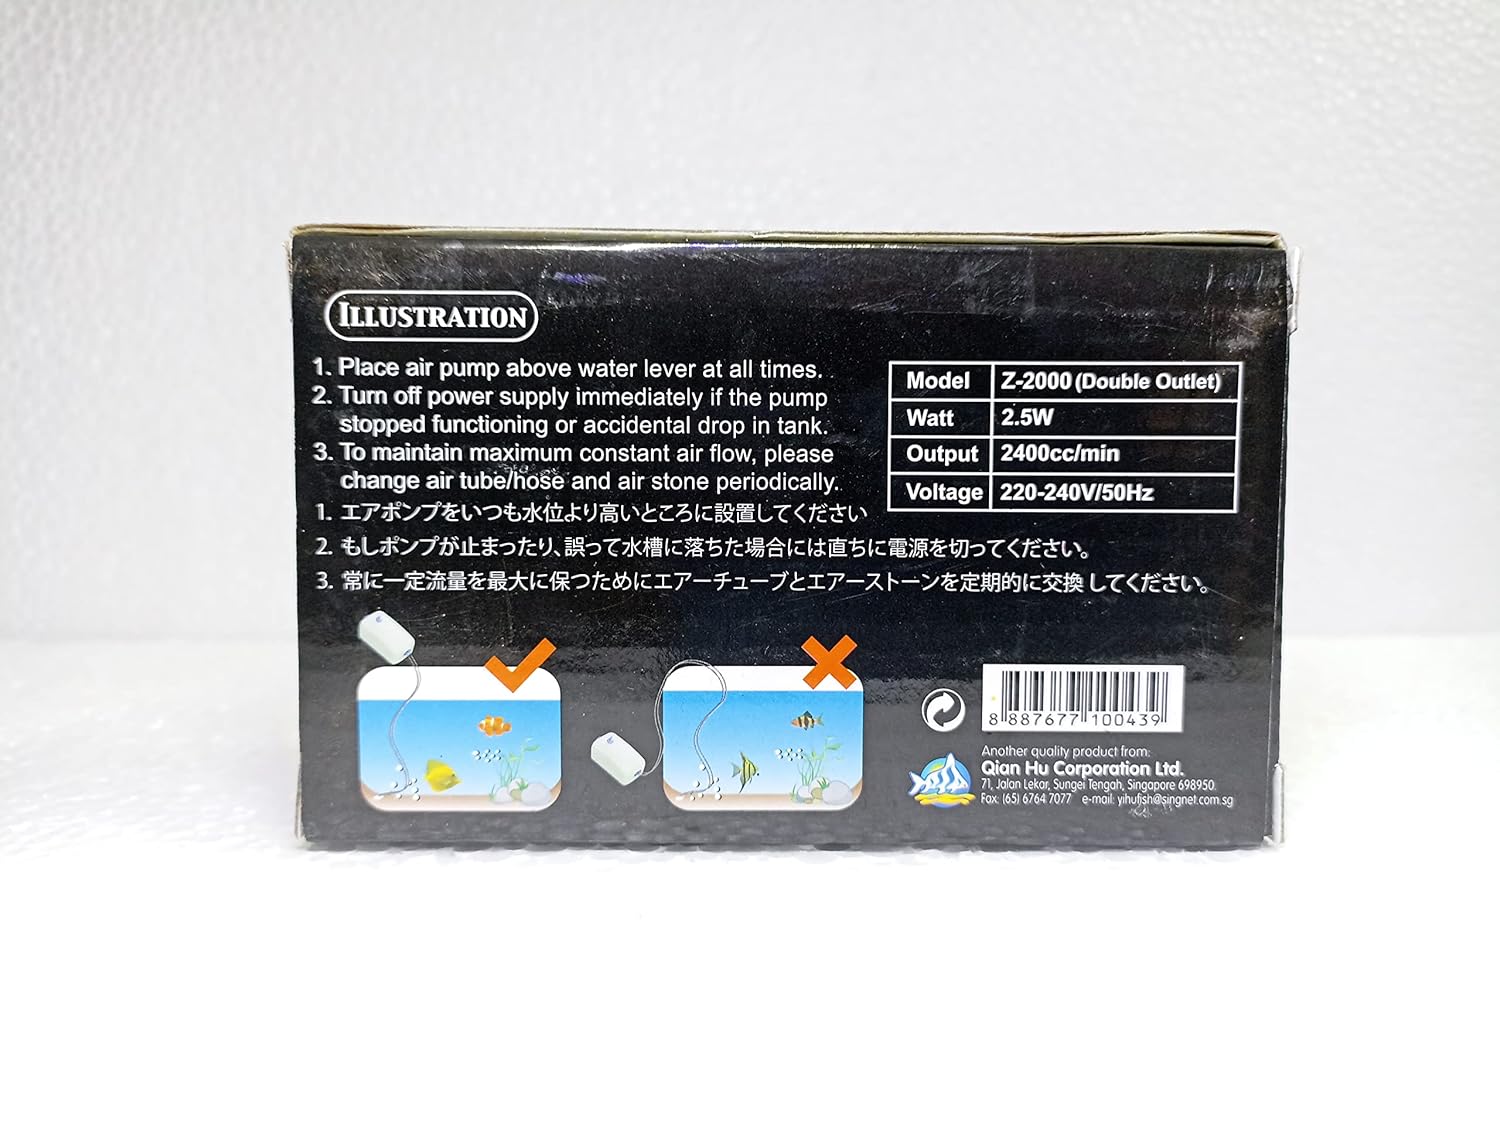 ILLUSTRATION
1. Place air pump above water lever at all times.
2. Turn off power supply immediately if the pump
stopped functioning or accidental drop in tank.
3. To maintain maximum constant air flow, please
change air tube/hose and air stone periodically.
1. エアポンプをいつも水位より高いところに設置してください
2. もしポンプが止まったり、誤って水槽に落ちた場合には直ちに電源を切ってください。
3. 常に一定流量を最大に保つためにエアーチューブとエアーストーンを定期的に交換してください。
Model Z-2000 (Double Outlet)
Watt 2.5W
Output 2400cc/min
Voltage 220-240V/50Hz
8 887677 100439
Another quality product from:
Qian Hu Corporation Ltd.
71, Jalan Lekar, Sungei Tengah, Singapore 698950.
Fax: (65) 6764 7077 e-mail: yihufish@singnet.com.sg